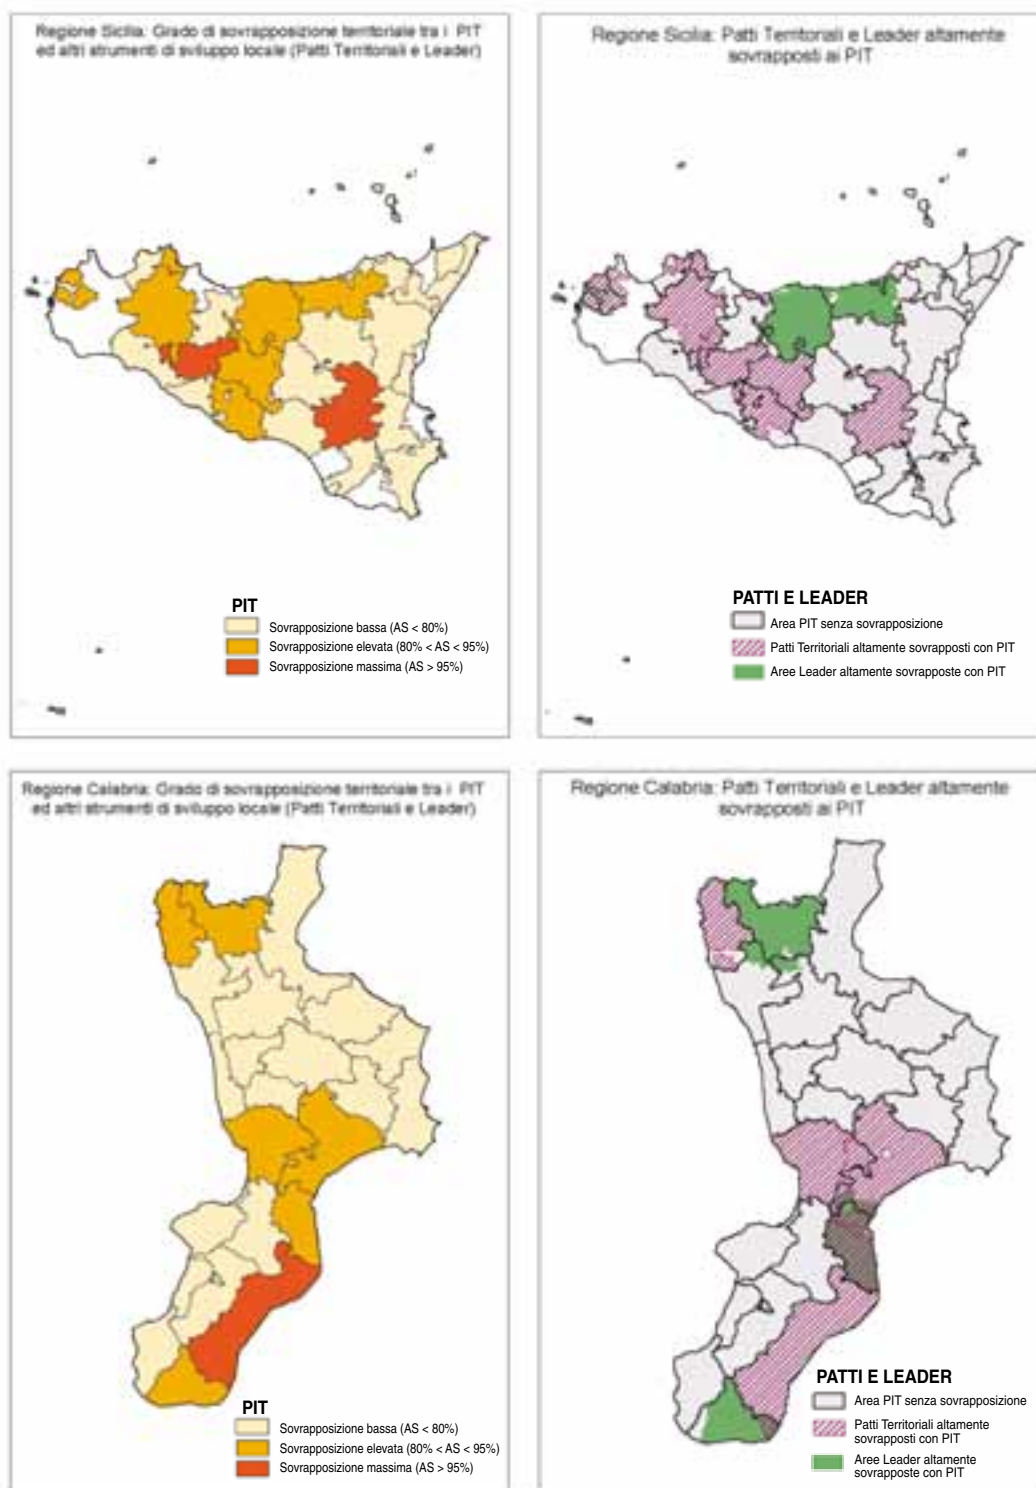 Regione Sicilia: Grado di sovrapposizione territoriale tra i PIT
ed altri strumenti di sviluppo locale (Patti Territoriali e Leader)
PIT
Sovrapposizione bassa (AS < 80%)
Sovrapposizione elevata (80% < AS < 95%)
Sovrapposizione massima (AS > 95%)
Regione Sicilia: Patti Territoriali e Leader altamente
sovrapposti ai PIT
PATTI E LEADER
Area PIT senza sovrapposizione
Patti Territoriali altamente sovrapposti con PIT
Aree Leader altamente sovrapposte con PIT
Regione Calabria: Grado di sovrapposizione territoriale tra i PIT
ed altri strumenti di sviluppo locale (Patti Territoriali e Leader)
PIT
Sovrapposizione bassa (AS < 80%)
Sovrapposizione elevata (80% < AS < 95%)
Sovrapposizione massima (AS > 95%)
Regione Calabria: Patti Territoriali e Leader altamente
sovrapposti ai PIT
PATTI E LEADER
Area PIT senza sovrapposizione
Patti Territoriali altamente
sovrapposti con PIT
Aree Leader altamente
sovrapposte con PIT